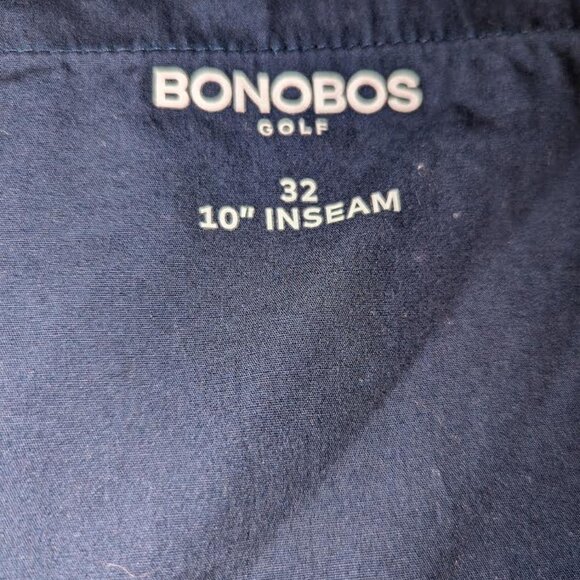 BONOBOS
GOLF
32
10" INSEAM